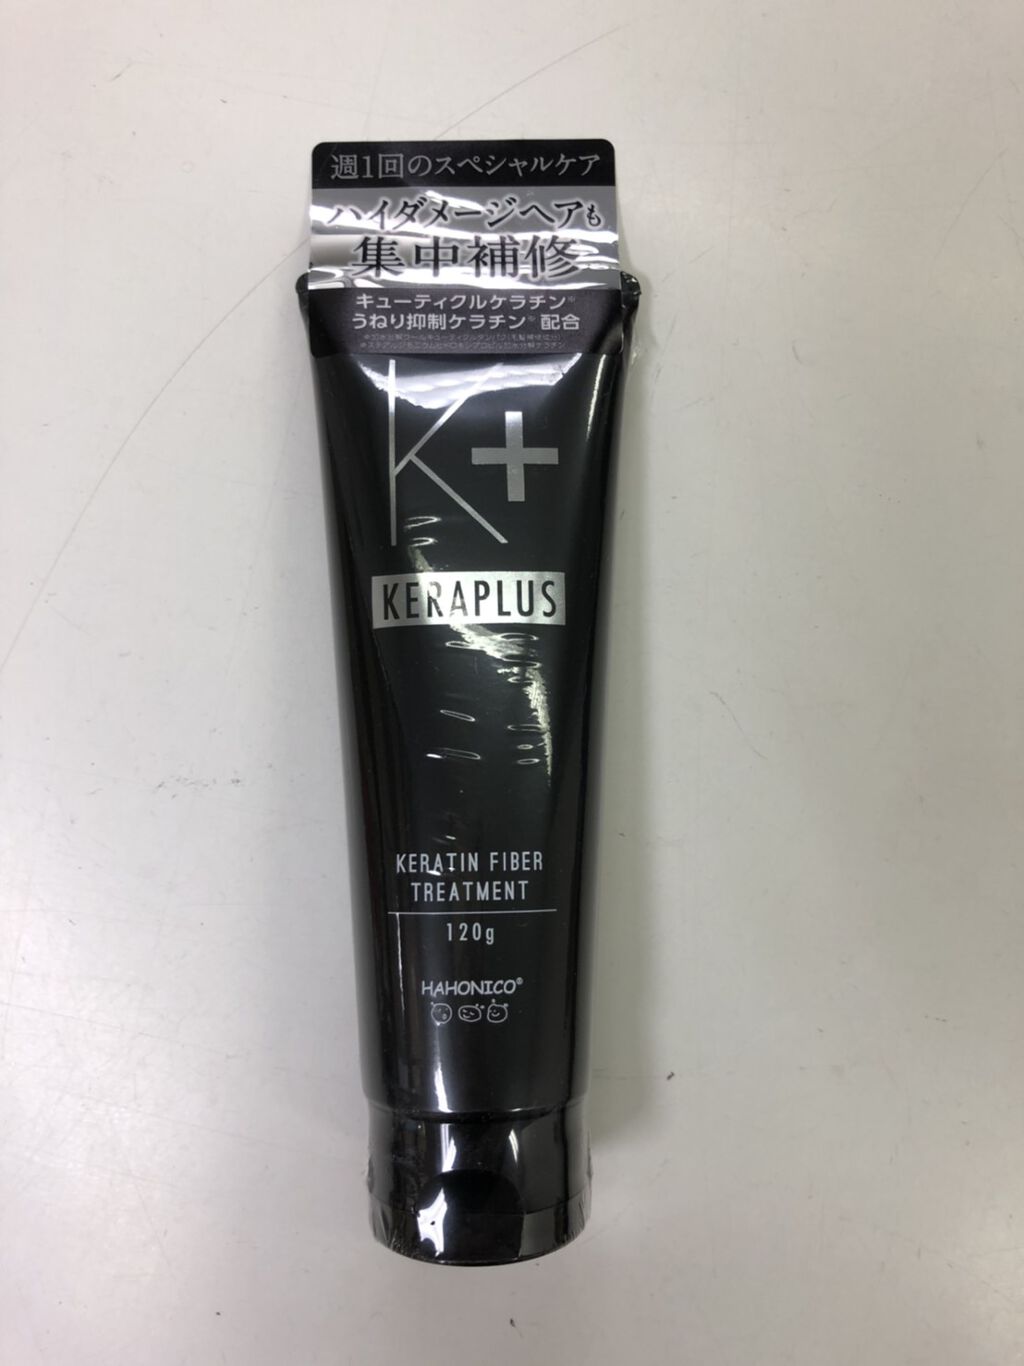 週1回のスペシャルケア
ハイダメージヘアも
集中補修
キューティクルケラチン※
うねり抑制ケラチン※ 配合
K+
KERAPLUS
KERATIN FIBER
TREATMENT
120g
HAHONICO®